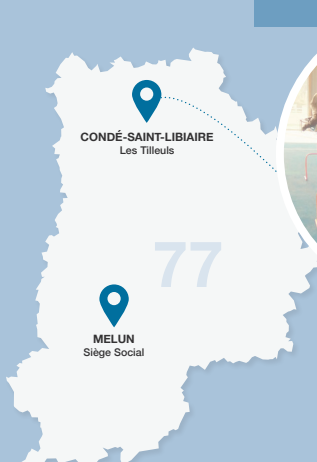 CONDÉ-SAINT-LIBIAIRE
Les Tilleuls
77
MELUN
Siège Social